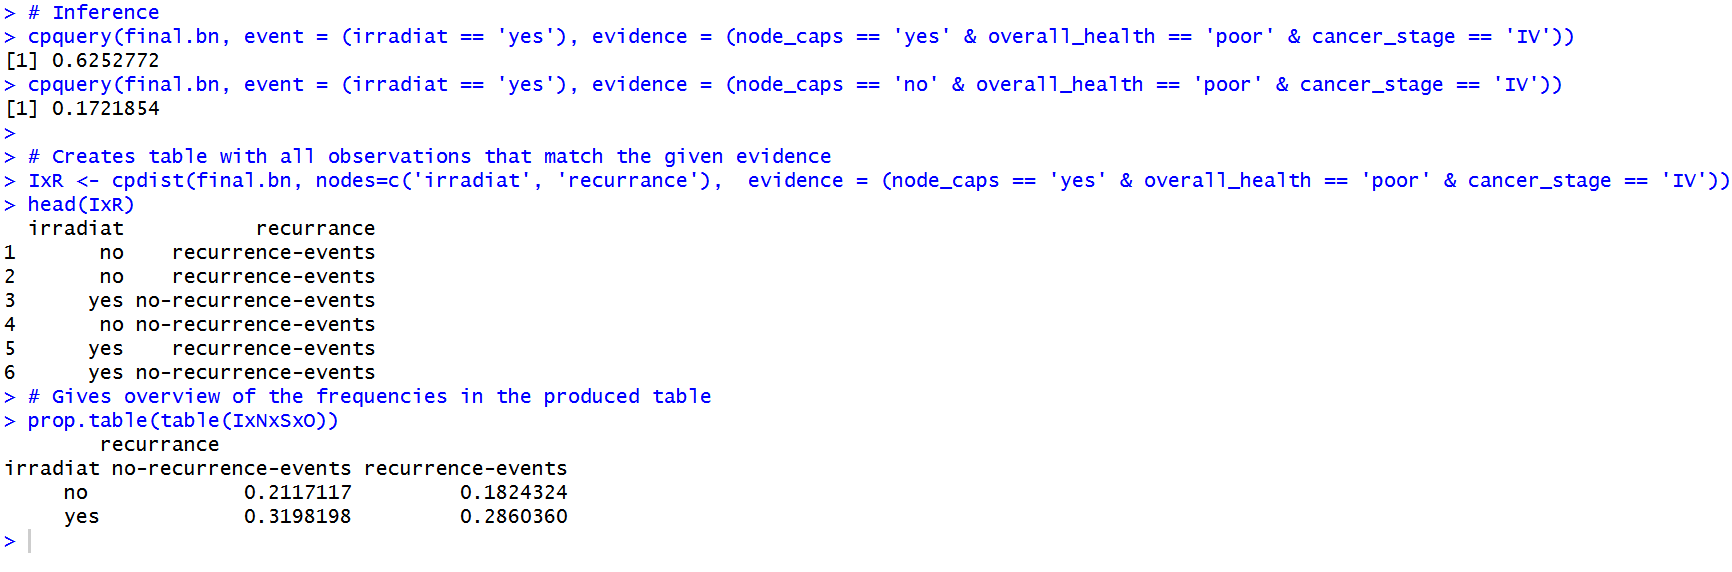 > # Inference
> cpquery(final.bn, event = (irradiat == 'yes'), evidence = (node_caps == 'yes' & overall_health == 'poor' & cancer_stage == 'IV'))
[1] 0.6252772
> cpquery(final.bn, event = (irradiat == 'yes'), evidence = (node_caps == 'no' & overall_health == 'poor' & cancer_stage == 'IV'))
[1] 0.1721854
>
> # Creates table with all observations that match the given evidence
> IxR <- cpdist(final.bn, nodes=c('irradiat', 'recurrance'),  evidence = (node_caps == 'yes' & overall_health == 'poor' & cancer_stage == 'IV'))
> head(IxR)
  irradiat           recurrance
1       no    recurrence-events
2       no    recurrence-events
3      yes no-recurrence-events
4       no no-recurrence-events
5      yes    recurrence-events
6      yes no-recurrence-events
> # Gives overview of the frequencies in the produced table
> prop.table(table(IxNxSxO))
        recurrance
irradiat no-recurrence-events recurrence-events
     no             0.2117117         0.1824324
     yes            0.3198198         0.2860360
>